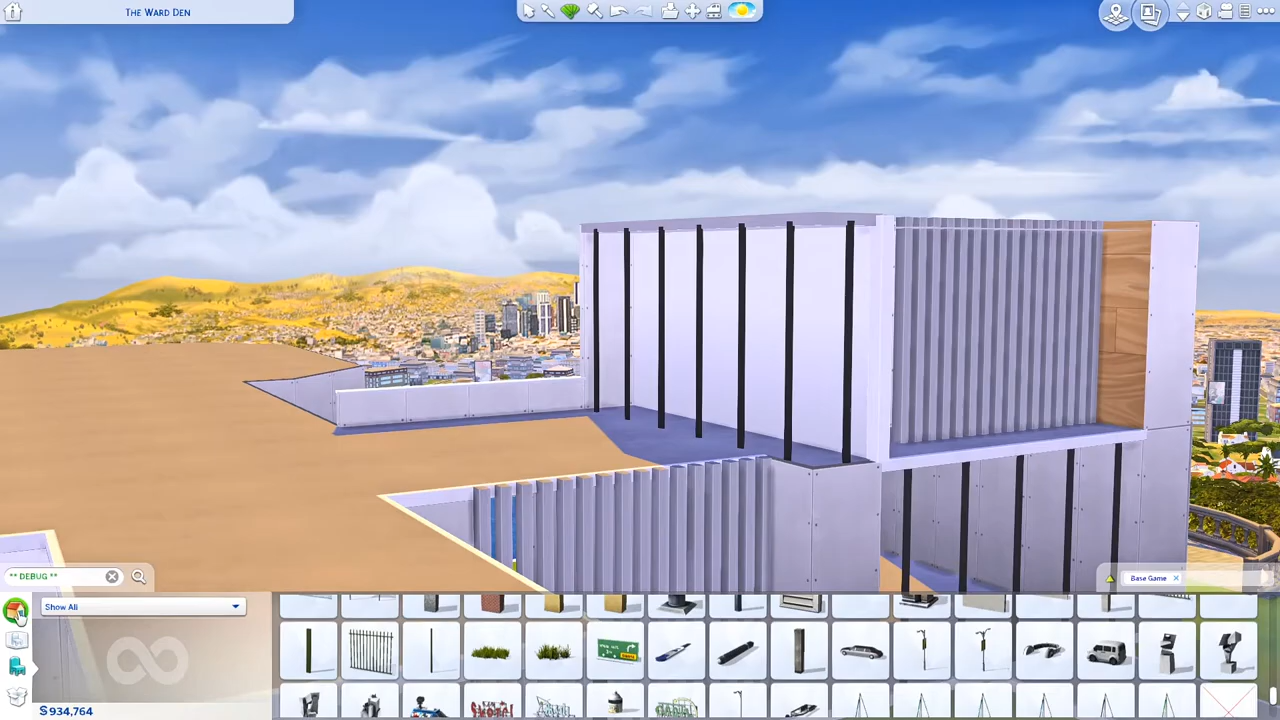 THE WARD DEN
** DEBUG **
Base Game
Show All
$934,764